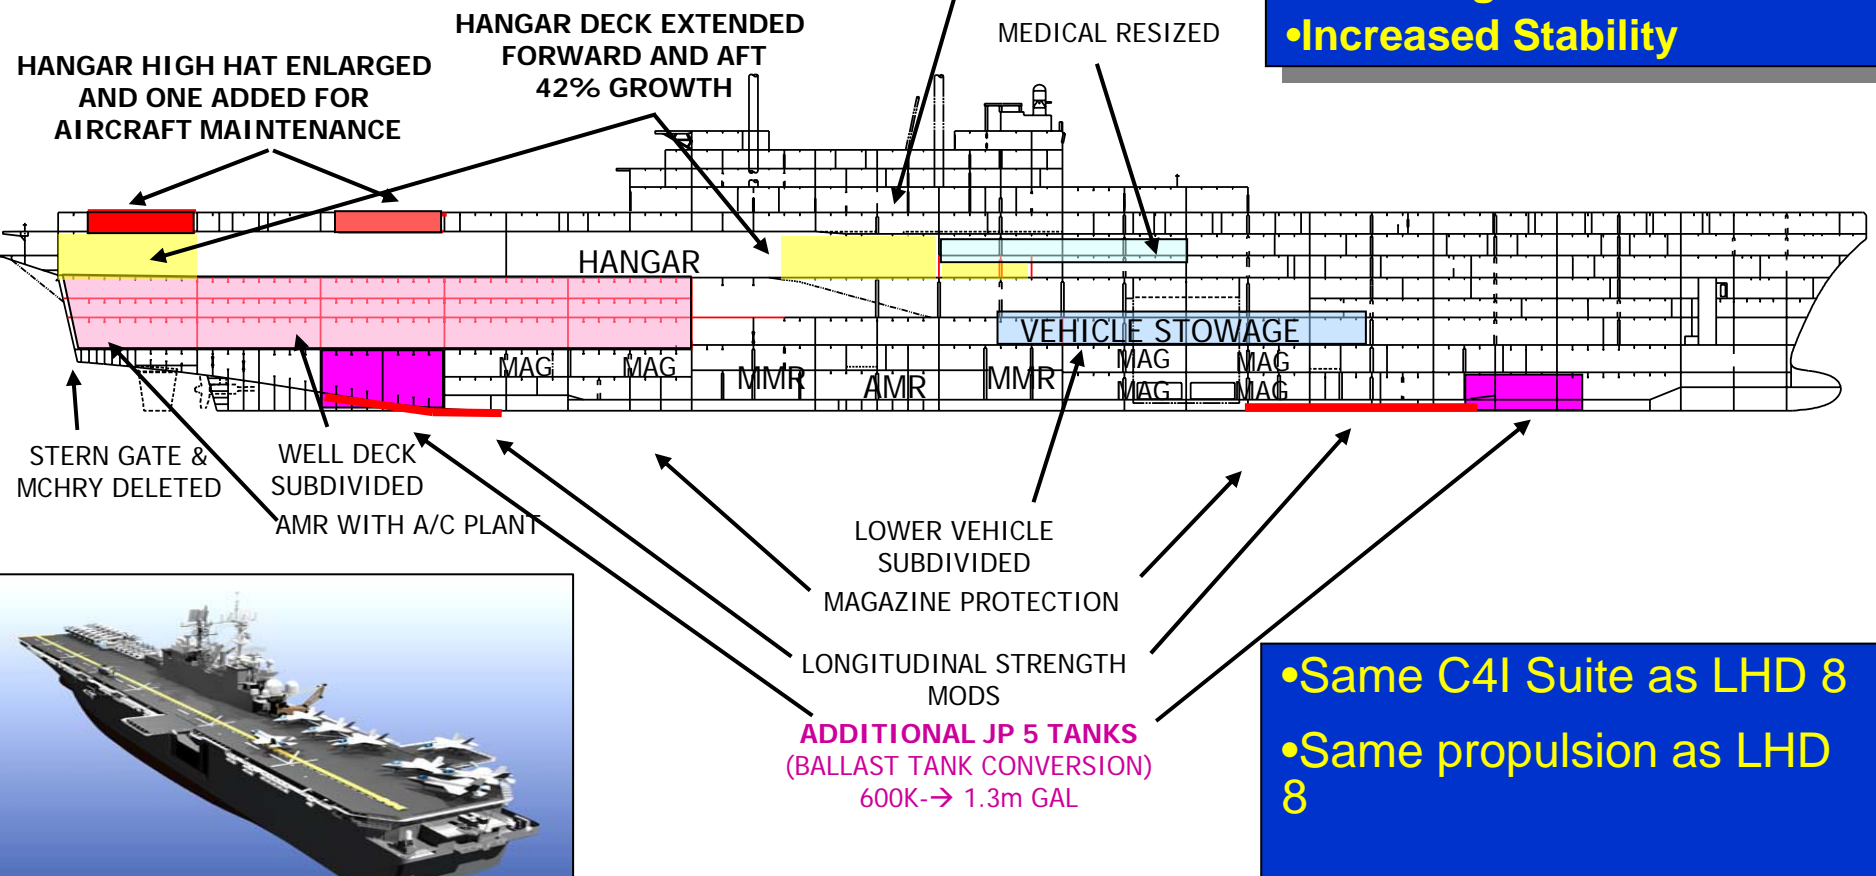 HANGAR DECK EXTENDED
FORWARD AND AFT
42% GROWTH
MEDICAL RESIZED
•Increased Stability
HANGAR HIGH HAT ENLARGED
AND ONE ADDED FOR
AIRCRAFT MAINTENANCE
HANGAR
VEHICLE STOWAGE
MAG
MAG
MMR
AMR
MMR
MAG
MAG
MAG
MAG
STERN GATE &
MCHRY DELETED
WELL DECK
SUBDIVIDED
AMR WITH A/C PLANT
LOWER VEHICLE
SUBDIVIDED
MAGAZINE PROTECTION
LONGITUDINAL STRENGTH
MODS
ADDITIONAL JP 5 TANKS
(BALLAST TANK CONVERSION)
600K-→ 1.3m GAL
•Same C4I Suite as LHD 8
•Same propulsion as LHD
8